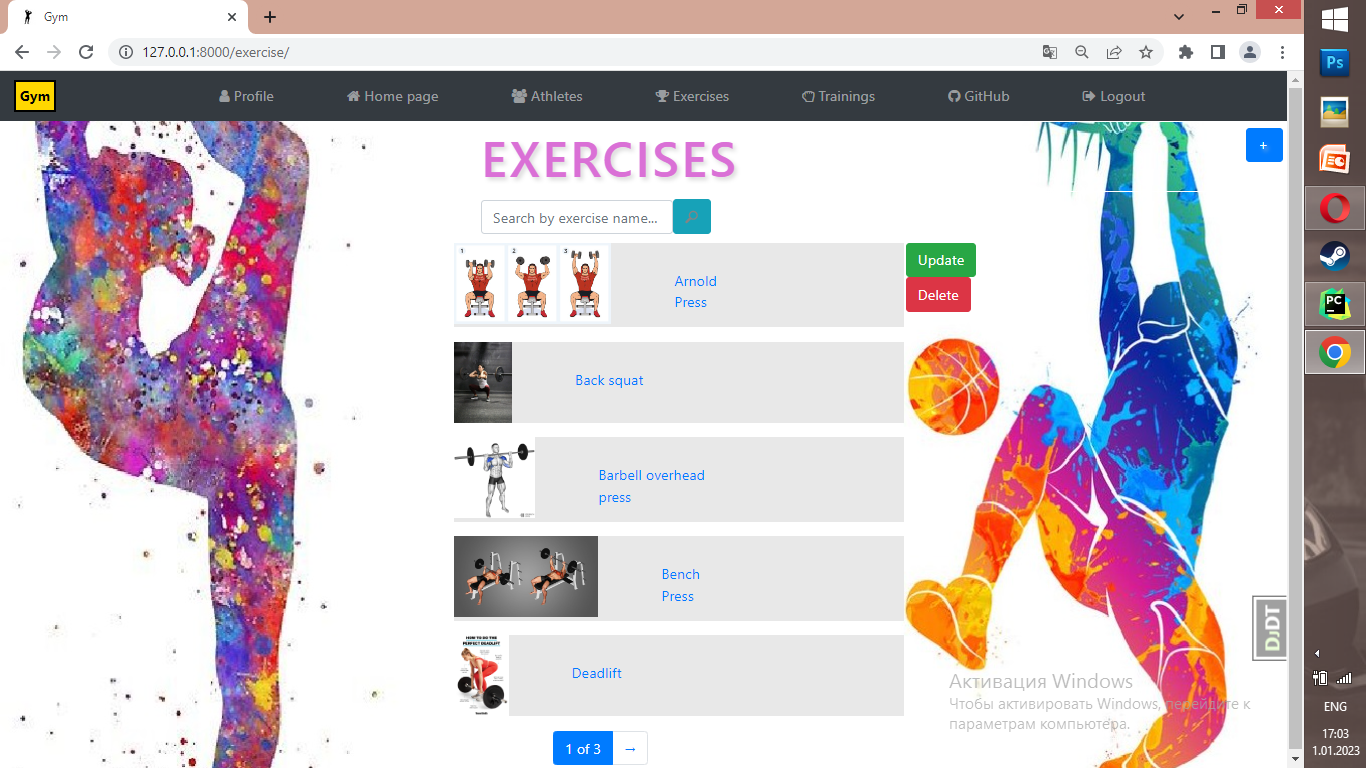 Gym
127.0.0.1:8000/exercise/
Ps
Gym
Profile
Home page
Athletes
Exercises
Trainings
GitHub
Logout
+
EXERCISES
Search by exercise name...
1 2 3
Arnold
Press
Update
Delete
Back squat
PC
Barbell overhead
press
Bench
Press
HOW TO DO THE
PERFECT DEADLIFT
Deadlift
DJDT
Активация Windows
Чтобы активировать Windows, перейдите к
параметрам компьютера.
1 of 3 →
ENG
17:03
1.01.2023